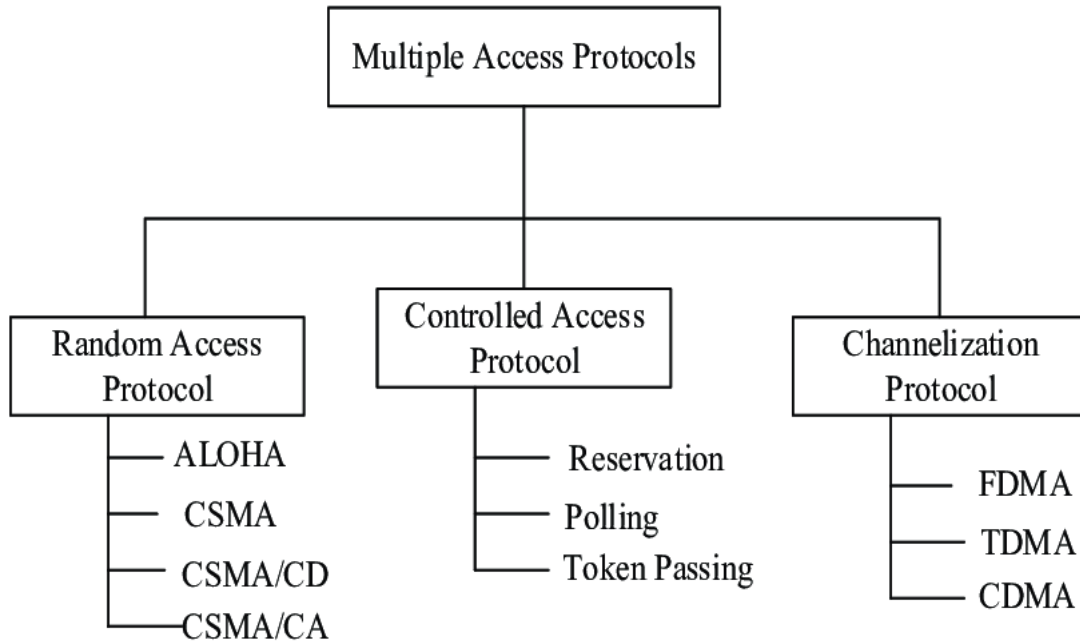 Multiple Access Protocols
Random Access
Protocol
ALOHA
CSMA
CSMA/CD
CSMA/CA
Controlled Access
Protocol
Reservation
Polling
Token Passing
Channelization
Protocol
FDMA
TDMA
CDMA